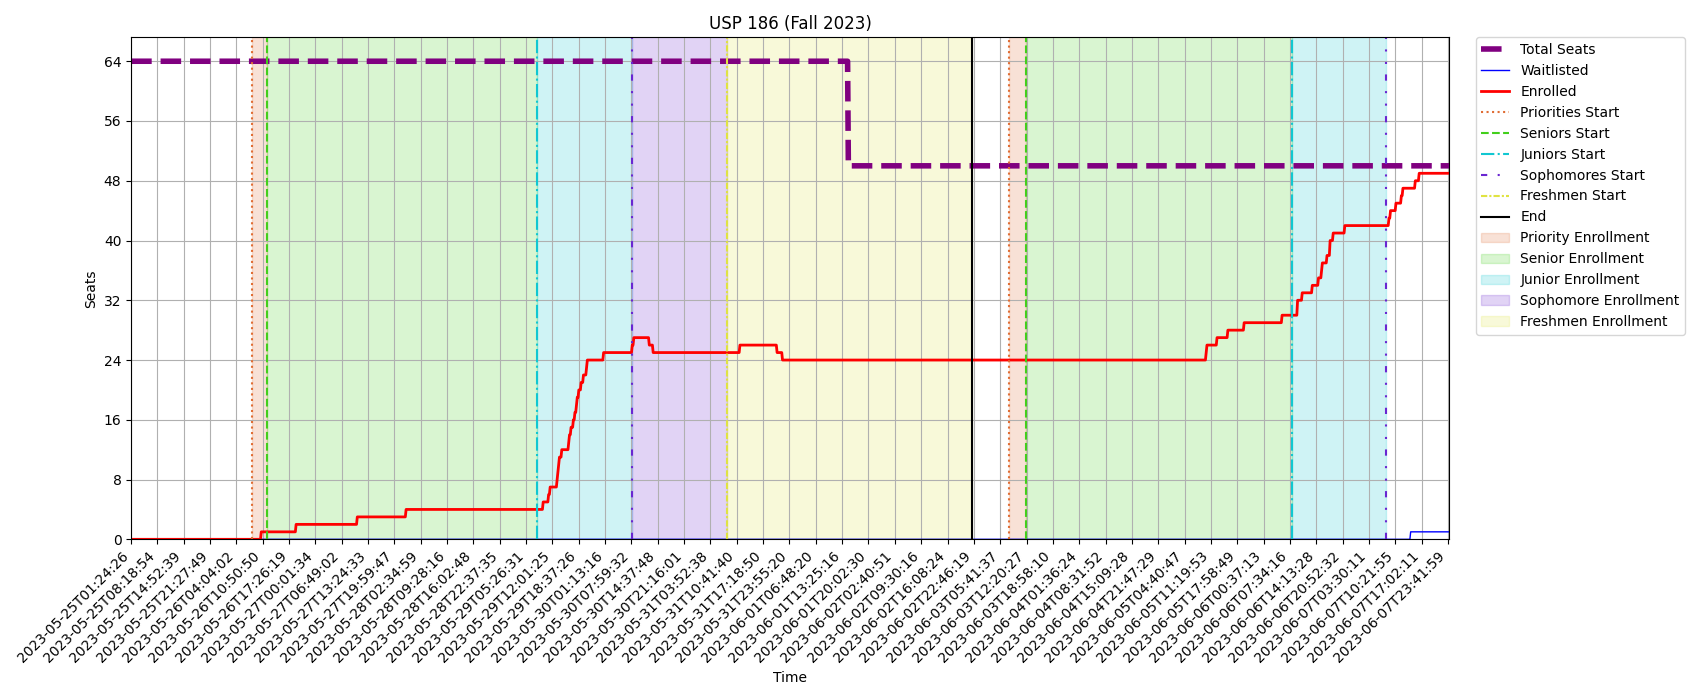 USP 186 (Fall 2023)
Seats
64
56
48
40
32
24
16
8
0
2023-05-25T01:24:26
2023-05-25T08:18:54
2023-05-25T14:52:39
2023-05-25T21:27:49
2023-05-26T04:04:02
2023-05-26T10:50:50
2023-05-26T17:26:13
2023-05-27T00:01:34
2023-05-27T06:49:02
2023-05-27T13:24:33
2023-05-27T19:59:47
2023-05-28T02:34:59
2023-05-28T09:28:16
2023-05-28T16:02:48
2023-05-28T22:37:35
2023-05-29T05:26:31
2023-05-29T12:01:25
2023-05-29T18:37:26
2023-05-30T01:13:16
2023-05-30T07:59:32
2023-05-30T14:37:48
2023-05-30T21:16:01
2023-05-31T03:52:38
2023-05-31T10:41:40
2023-05-31T17:18:50
2023-05-31T23:55:20
2023-06-01T06:48:20
2023-06-01T13:25:16
2023-06-01T20:02:30
2023-06-02T02:40:51
2023-06-02T09:30:16
2023-06-02T16:08:24
2023-06-02T22:46:19
2023-06-03T05:41:37
2023-06-03T12:20:27
2023-06-03T18:58:10
2023-06-04T01:36:24
2023-06-04T08:31:52
2023-06-04T15:09:28
2023-06-04T21:47:29
2023-06-05T04:40:47
2023-06-05T11:19:53
2023-06-05T17:58:49
2023-06-06T00:37:13
2023-06-06T07:34:16
2023-06-06T14:13:28
2023-06-06T20:52:32
2023-06-07T03:30:11
2023-06-07T10:21:55
2023-06-07T17:02:11
2023-06-07T23:41:59
Time
Total Seats
Waitlisted
Enrolled
Priorities Start
Seniors Start
Juniors Start
Sophomores Start
Freshmen Start
End
Priority Enrollment
Senior Enrollment
Junior Enrollment
Sophomore Enrollment
Freshmen Enrollment